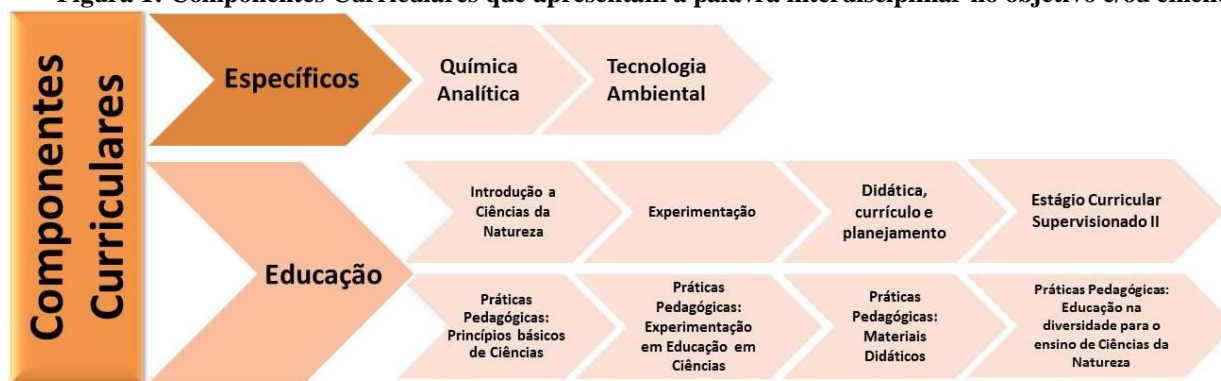 Figura 1: Componentes Curriculares que apresentam a palavra interdisciplinar no objetivo e/ou
Componentes
Curriculares
Específicos
Química
Analítica
Tecnologia
Ambiental
Educação
Introdução a
Ciências da
Natureza
Experimentação
Didática,
currículo e
planejamento
Estágio Curricular
Supervisionado II
Práticas
Pedagógicas:
Princípios básicos
de Ciências
Práticas
Pedagógicas:
Experimentação
em Educação em
Ciências
Práticas
Pedagógicas:
Materiais
Didáticos
Práticas Pedagógicas:
Educação na
diversidade para o
ensino de Ciências da
Natureza